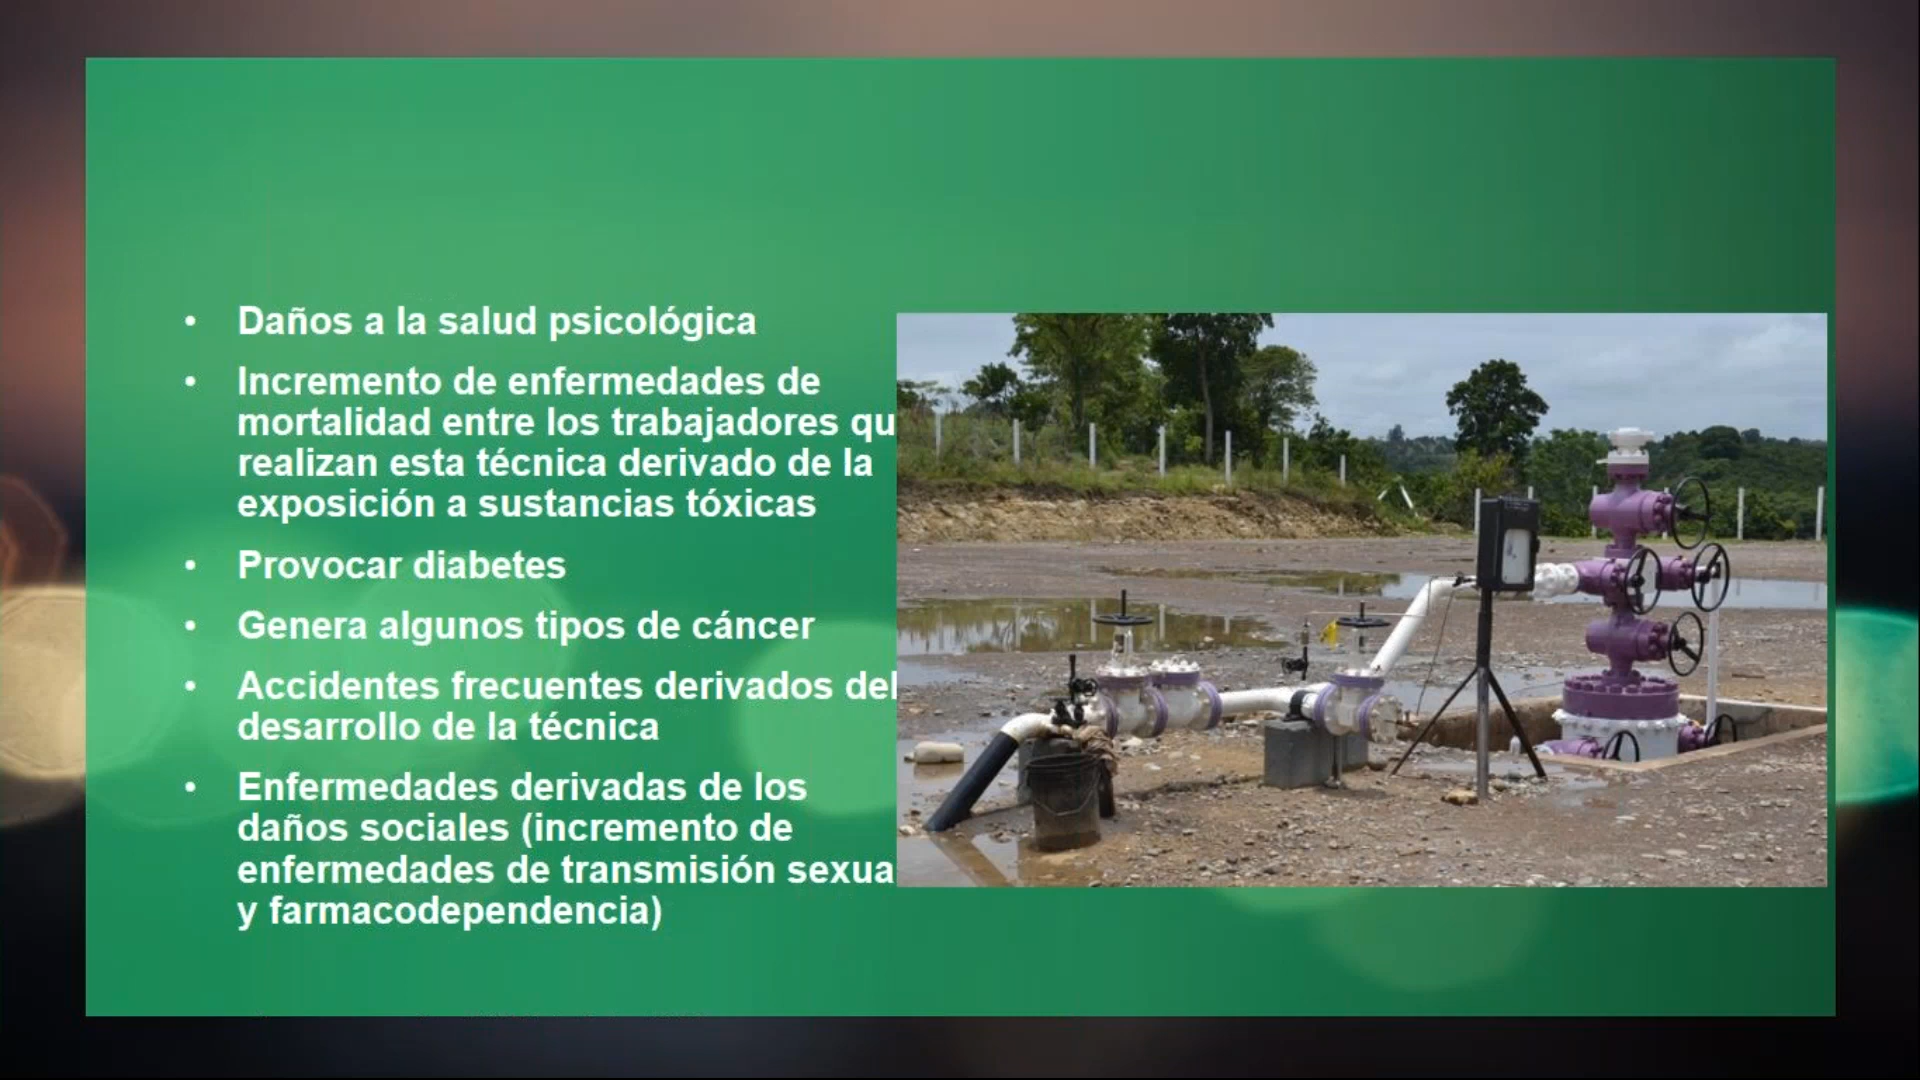 • Daños a la salud psicológica
• Incremento de enfermedades de
mortalidad entre los trabajadores qu
realizan esta técnica derivado de la
exposición a sustancias tóxicas
• Provocar diabetes
• Genera algunos tipos de cáncer
• Accidentes frecuentes derivados del
desarrollo de la técnica
• Enfermedades derivadas de los
daños sociales (incremento de
enfermedades de transmisión sexua
y farmacodependencia)